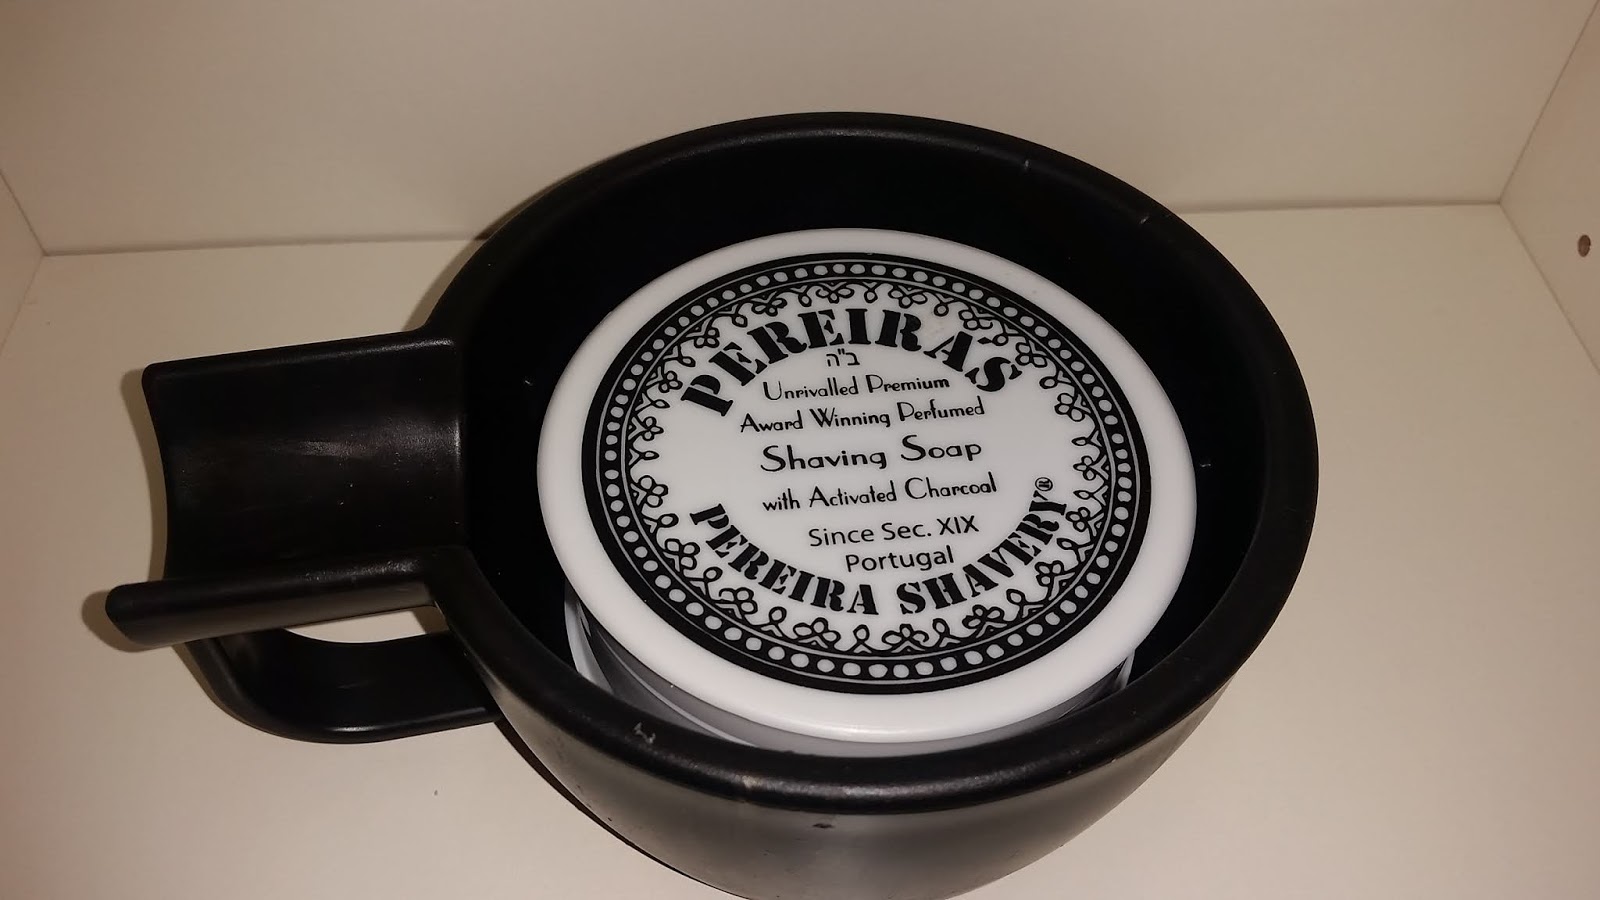 PEREIRA'S
ב"ה
Unrivalled Premium
Award Winning Perfumed
Shaving Soap
with Activated Charcoal
Since Sec. XIX
Portugal
PEREIRA SHAVERY®